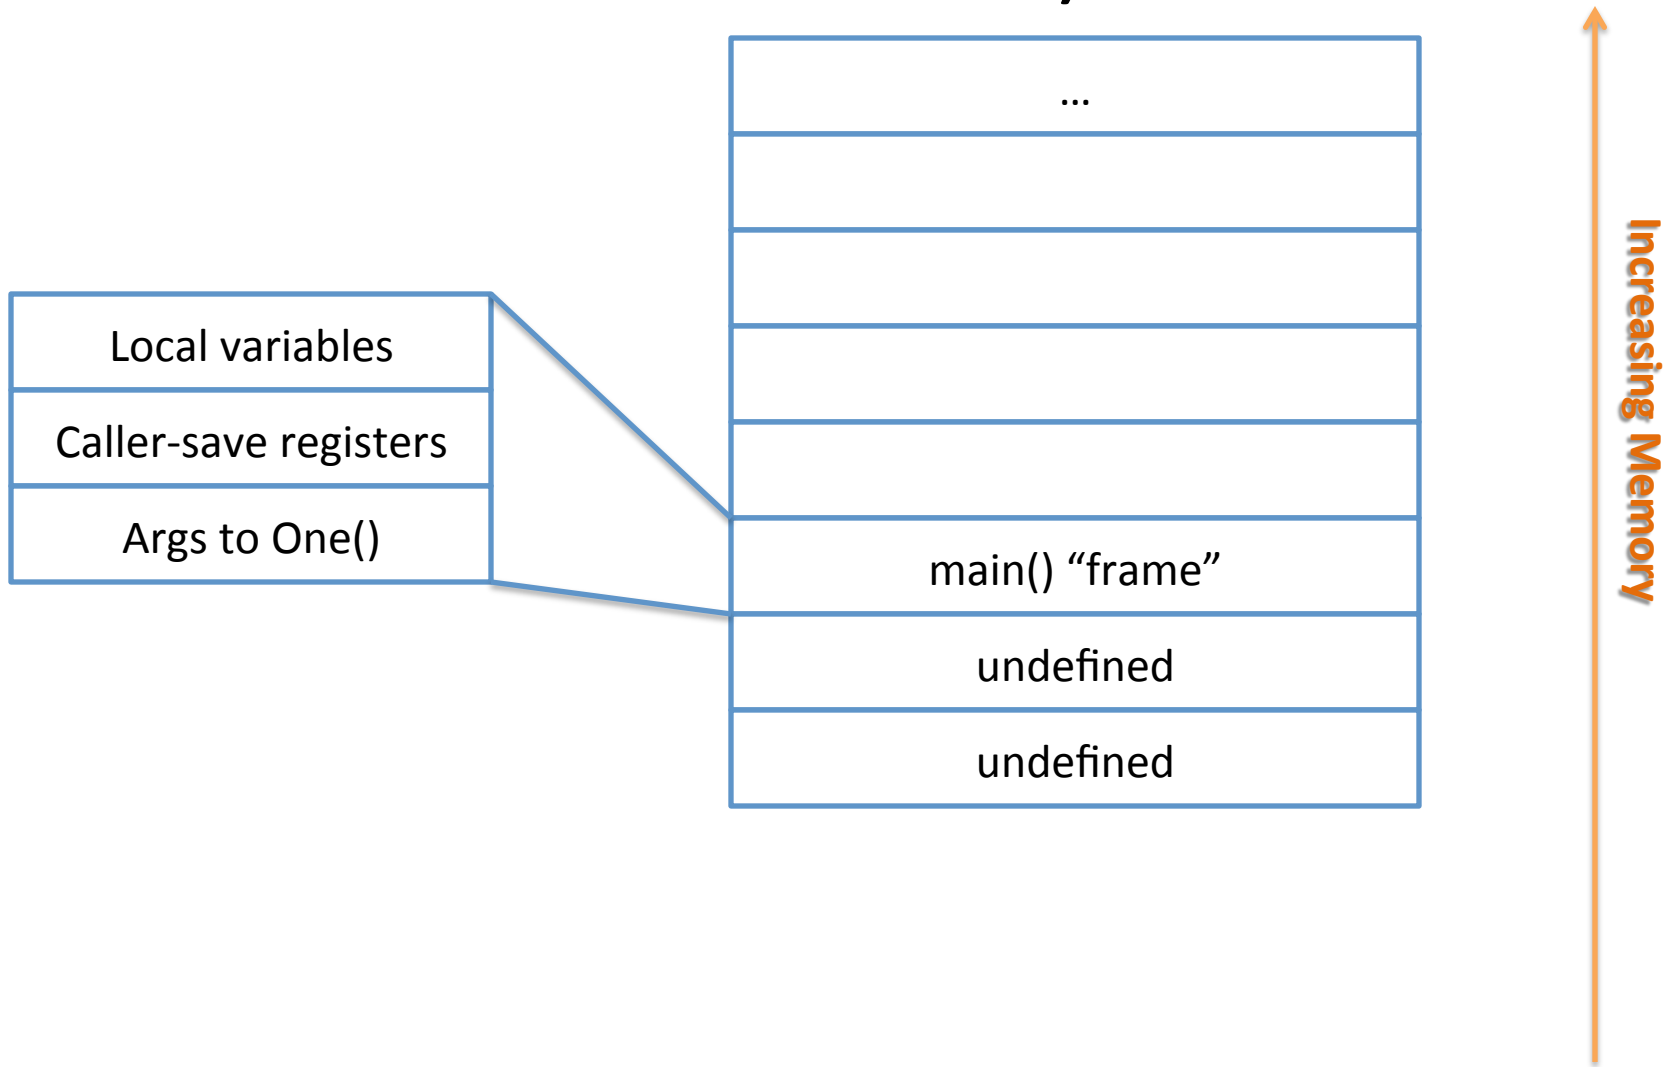 …
Local variables
Caller-save registers
Args to One()
main() “frame”
undefined
undefined
Increasing Memory